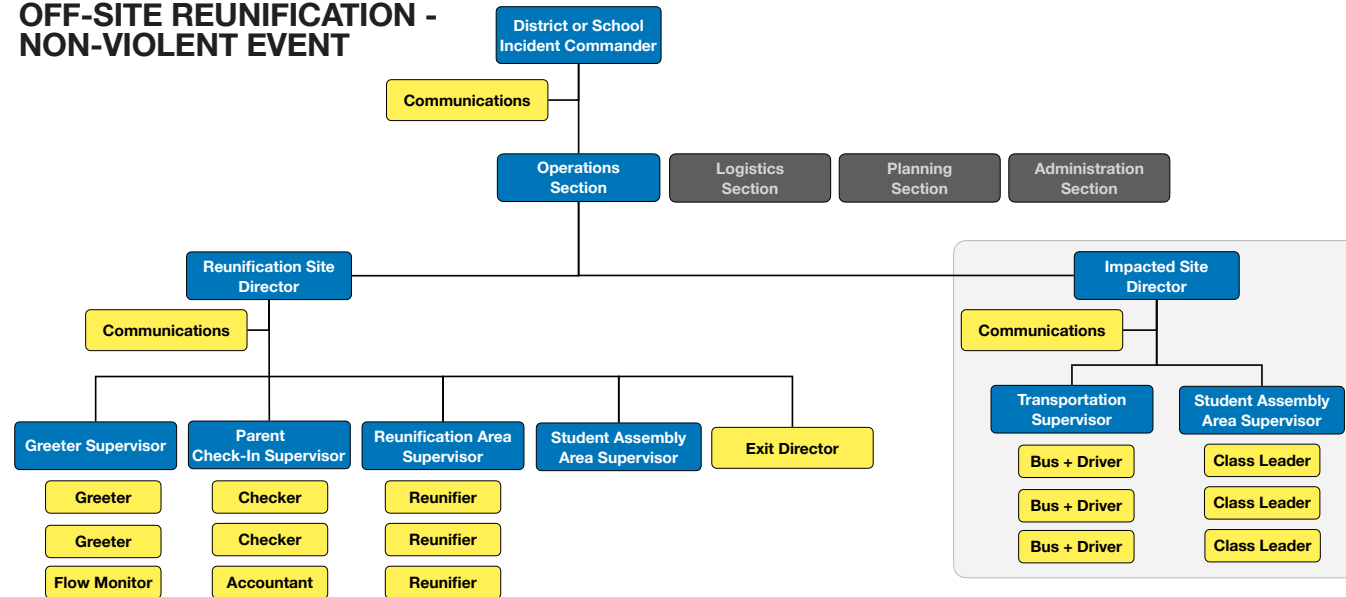 OFF-SITE REUNIFICATION -
NON-VIOLENT EVENT
District or School
Incident Commander
Communications
Operations
Section
Logistics
Section
Planning
Section
Administration
Section
Reunification Site
Director
Impacted Site
Director
Communications
Communications
Greeter Supervisor
Parent
Check-In Supervisor
Reunification Area
Supervisor
Student Assembly
Area Supervisor
Exit Director
Transportation
Supervisor
Student Assembly
Area Supervisor
Greeter
Greeter
Flow Monitor
Checker
Checker
Accountant
Reunifier
Reunifier
Reunifier
Bus + Driver
Bus + Driver
Bus + Driver
Class Leader
Class Leader
Class Leader